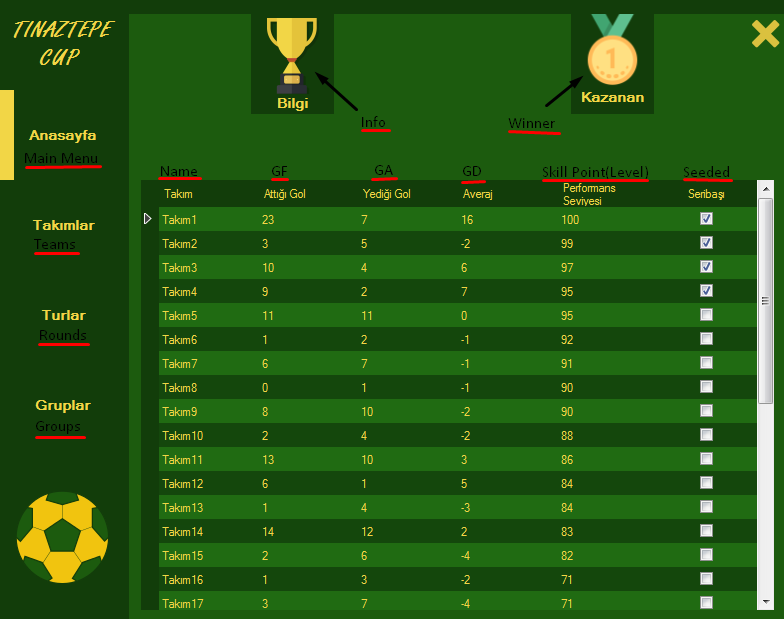 TINAZTEPE
CUP
Bilgi
Kazanan
Info
Winner
Anasayfa
Main Menu
Takımlar
Teams
Turlar
Rounds
Gruplar
Groups
1
Name GF GA GD Skill Point(Level) Seeded
Takım Attığı Gol Yediği Gol Averaj Performans Seviyesi Seribaşı
Takım1 23 7 16 100
Takım2 3 5 -2 99
Takım3 10 4 6 97
Takım4 9 2 7 95
Takım5 11 11 0 95
Takım6 1 2 -1 92
Takım7 6 7 -1 91
Takım8 0 1 -1 90
Takım9 8 10 -2 90
Takım10 2 4 -2 88
Takım11 13 10 3 86
Takım12 6 1 5 84
Takım13 1 4 -3 84
Takım14 14 12 2 83
Takım15 2 6 -4 82
Takım16 1 3 -2 71
Takım17 3 7 -4 71